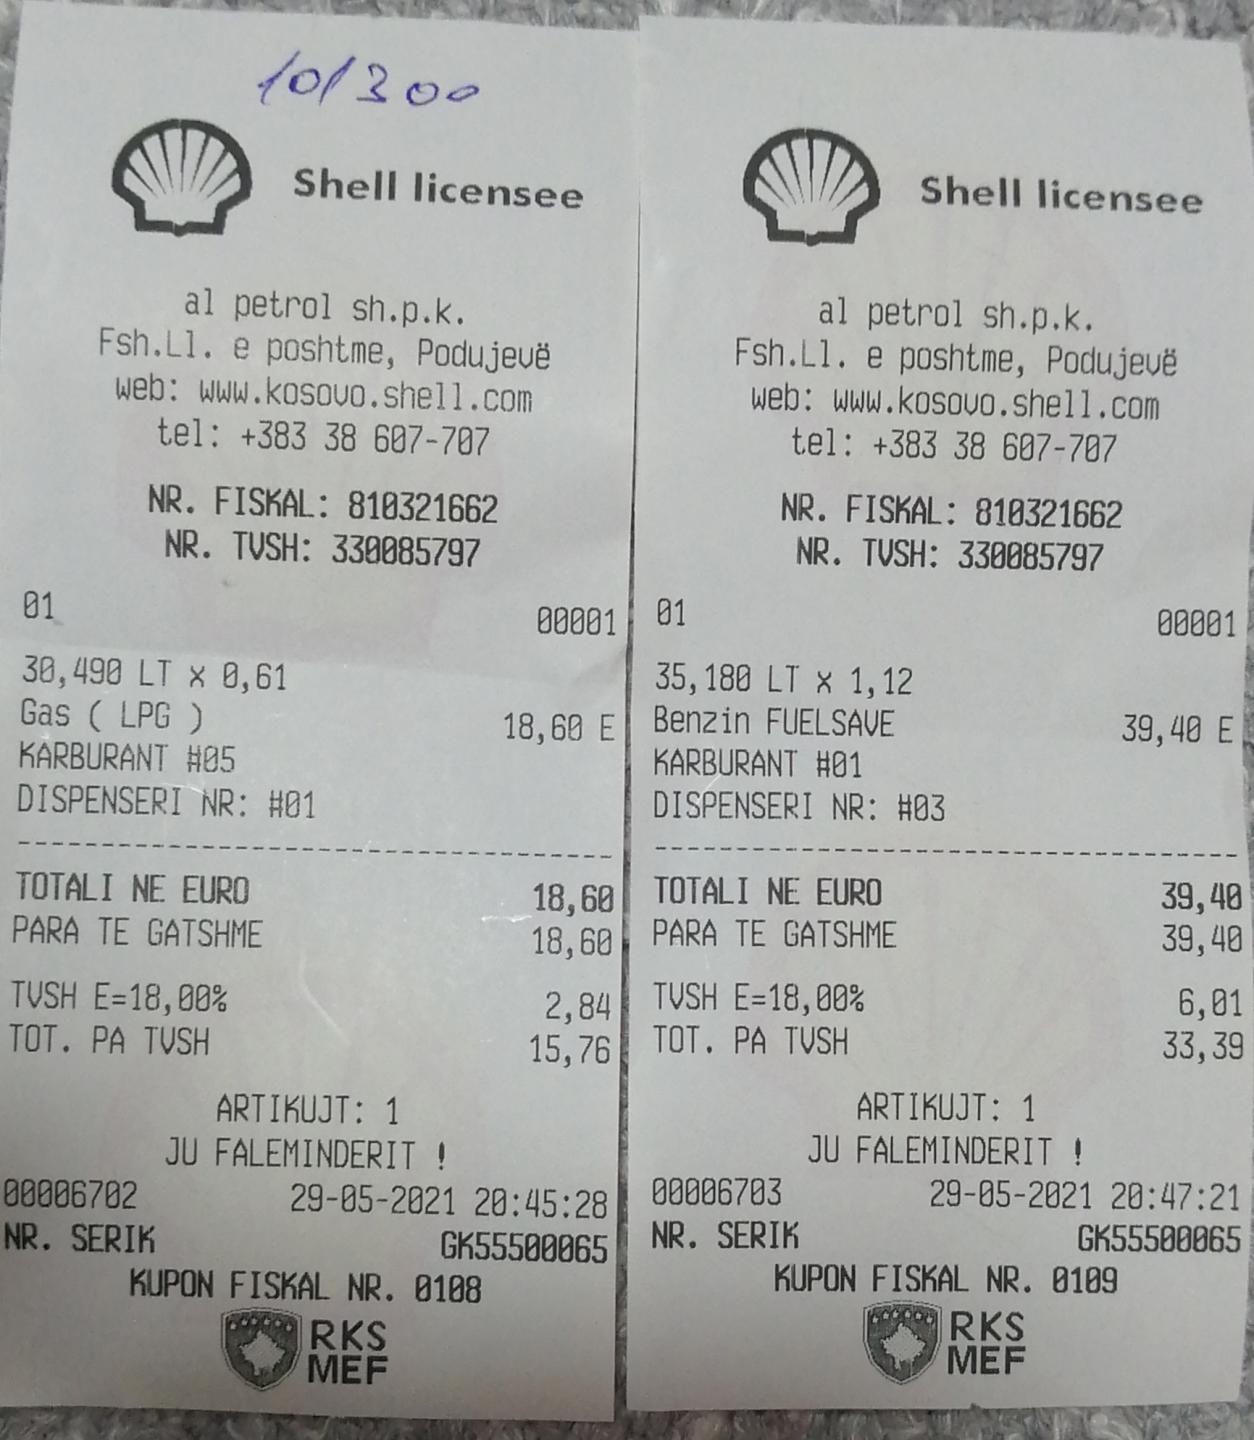 101300
Shell licensee
al petrol sh.p.k.
Fsh.Ll. e poshtme, Podujevë
web: www.kosovo.shell.com
tel: +383 38 607-707
NR. FISKAL: 810321662
NR. TVSH: 330085797
01 00001
30,490 LT x 0,61
Gas ( LPG ) 18,60 E
KARBURANT #05
DISPENSERI NR: #01
TOTALI NE EURO 18,60
PARA TE GATSHME 18,60
TVSH E=18,00% 2,84
TOT. PA TVSH 15,76
ARTIKUJT: 1
JU FALEMINDERIT !
00006702 29-05-2021 20:45:28
NR. SERIK GK55500065
KUPON FISKAL NR. 0108
RKS
MEF
Shell licensee
al petrol sh.p.k.
Fsh.Ll. e poshtme, Podujevë
web: www.kosovo.shell.com
tel: +383 38 607-707
NR. FISKAL: 810321662
NR. TVSH: 330085797
01 00001
35,180 LT x 1,12
Benzin FUELSAVE 39,40 E
KARBURANT #01
DISPENSERI NR: #03
TOTALI NE EURO 39,40
PARA TE GATSHME 39,40
TVSH E=18,00% 6,01
TOT. PA TVSH 33,39
ARTIKUJT: 1
JU FALEMINDERIT !
00006703 29-05-2021 20:47:21
NR. SERIK GK55500065
KUPON FISKAL NR. 0109
RKS
MEF